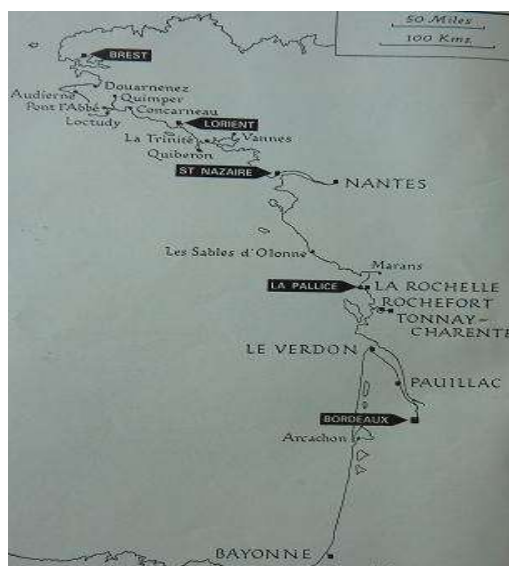 50 Miles
100 Kms.
BREST
Douarnenez
Audierne
Quimper
Pont l'Abbé
Concarneau
Loctudy
LORIENT
La Trinité
Vannes
Quiberon
ST NAZAIRE
NANTES
Les Sables d'Olonne
Marans
LA PALLICE
LA ROCHELLE
ROCHEFORT
TONNAY-
CHARENTE
LE VERDON
PAUILLAC
BORDEAUX
Arcachon
BAYONNE